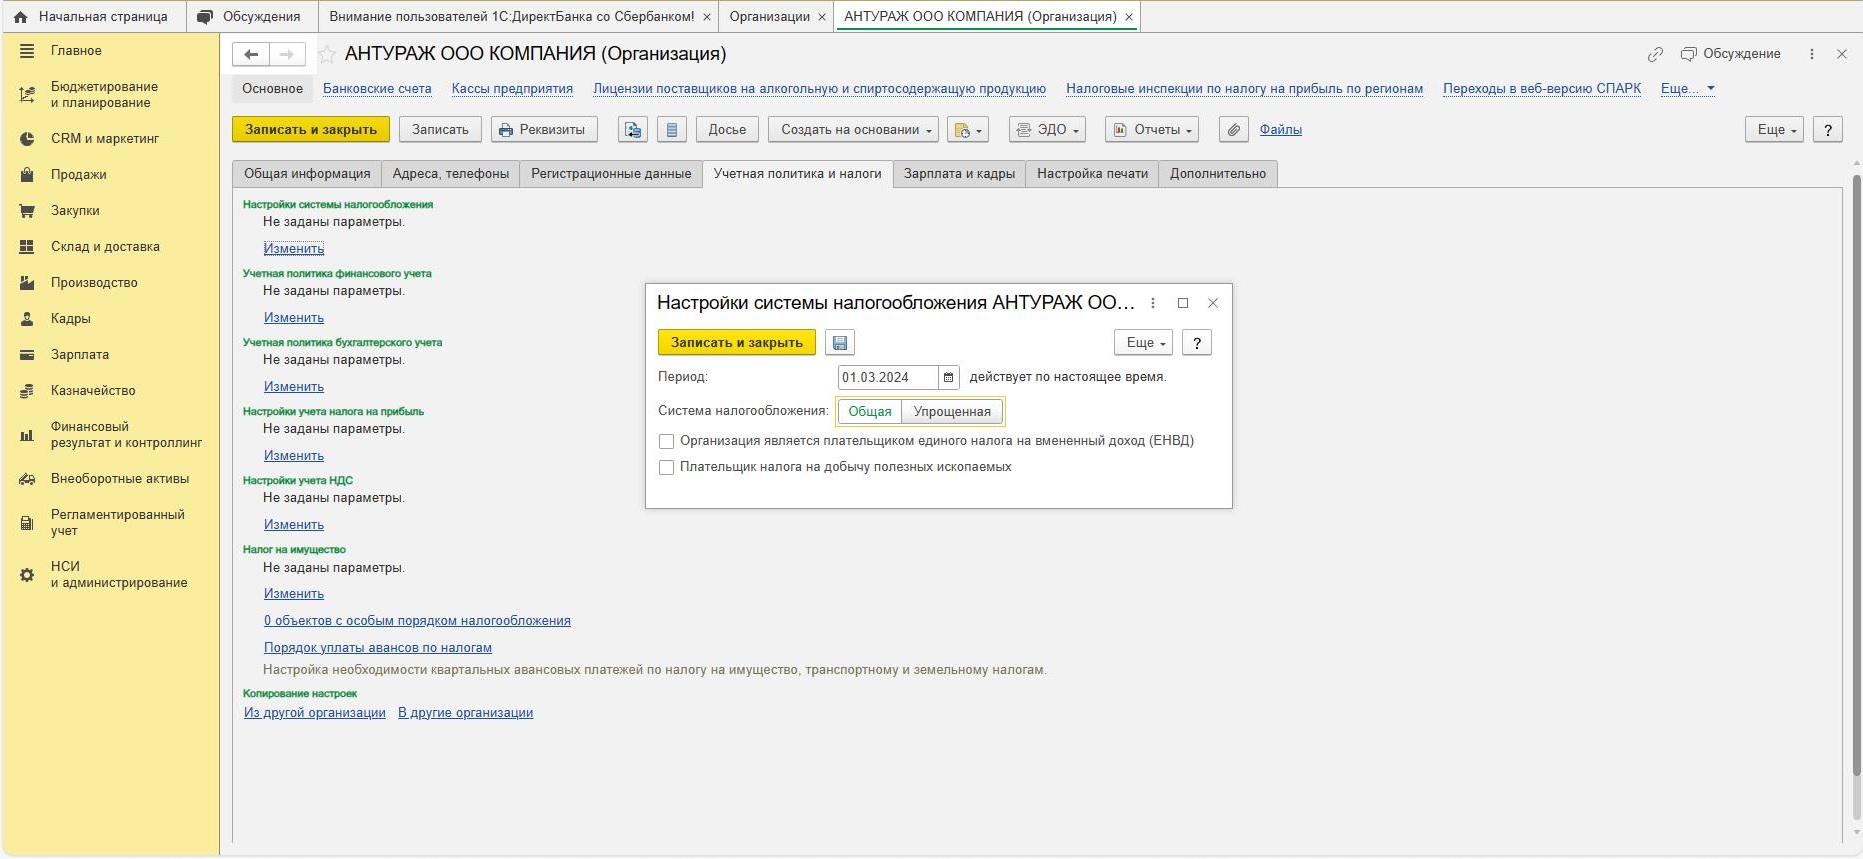 Начальная страница
Обсуждения
Внимание пользователей 1С:ДиректБанка со Сбербанком! ×
Организации ×
АНТУРАЖ ООО КОМПАНИЯ (Организация) ×
Главное
Бюджетирование
и планирование
CRM и маркетинг
Продажи
Закупки
Склад и доставка
Производство
Кадры
Зарплата
Казначейство
Финансовый
результат и контроллинг
Внеоборотные активы
Регламентированный
учет
НСИ
и администрирование
АНТУРАЖ ООО КОМПАНИЯ (Организация)
Обсуждение
Основное Банковские счета Кассы предприятия Лицензии поставщиков на алкогольную и спиртосодержащую продукцию Налоговые инспекции по налогу на прибыль по регионам Переходы в веб-версию СПАРК Еще...
Записать и закрыть Записать Реквизиты Досье Создать на основании ЭДО Отчеты Файлы Еще ?
Общая информация Адреса, телефоны Регистрационные данные Учетная политика и налоги Зарплата и кадры Настройка печати Дополнительно
Настройки системы налогообложения
Не заданы параметры.
Изменить
Учетная политика финансового учета
Не заданы параметры.
Изменить
Учетная политика бухгалтерского учета
Не заданы параметры.
Изменить
Настройки учета налога на прибыль
Не заданы параметры.
Изменить
Настройки учета НДС
Не заданы параметры.
Изменить
Налог на имущество
Не заданы параметры.
Изменить
0 объектов с особым порядком налогообложения
Порядок уплаты авансов по налогам
Настройка необходимости квартальных авансовых платежей по налогу на имущество, транспортному и земельному налогам.
Копирование настроек
Из другой организации В другие организации
Настройки системы налогообложения АНТУРАЖ ОО...
Записать и закрыть Еще ?
Период: 01.03.2024 действует по настоящее время.
Система налогообложения: Общая Упрощенная
Организация является плательщиком единого налога на вмененный доход (ЕНВД)
Плательщик налога на добычу полезных ископаемых